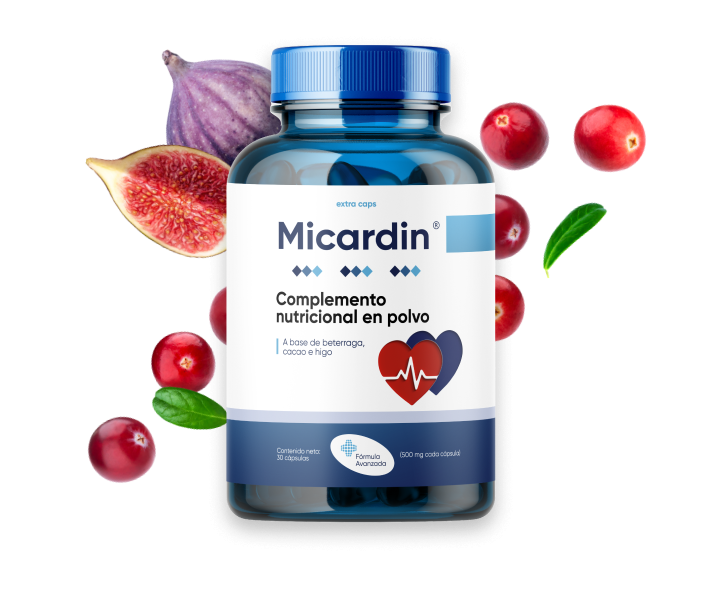 extra caps
Micardin®
Complemento
nutricional en polvo
A base de beterraga,
cacao e higo
Contenido neto:
30 cápsulas
Fórmula
Avanzada
(500 mg cada cápsula)